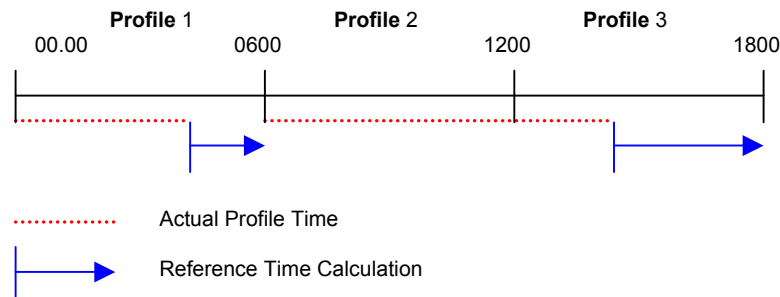 Profile 1 Profile 2 Profile 3
00.00 0600 1200 1800
Actual Profile Time
Reference Time Calculation